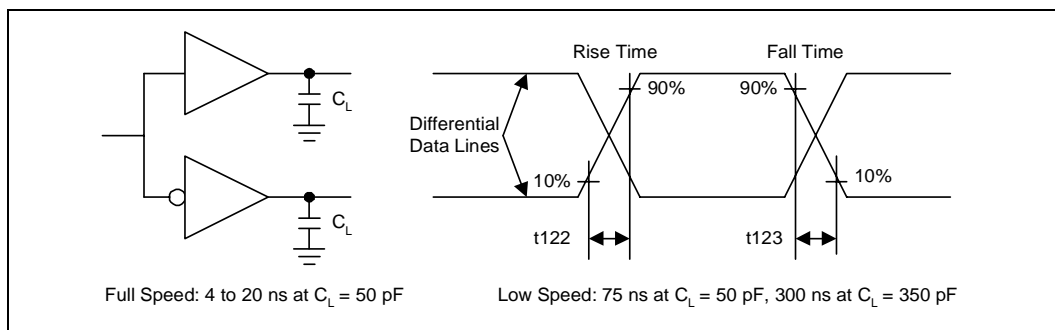 Rise Time
Fall Time
90%
90%
C_L
Differential
Data Lines
10%
10%
C_L
t122
t123
Full Speed: 4 to 20 ns at C_L = 50 pF
Low Speed: 75 ns at C_L = 50 pF, 300 ns at C_L = 350 pF